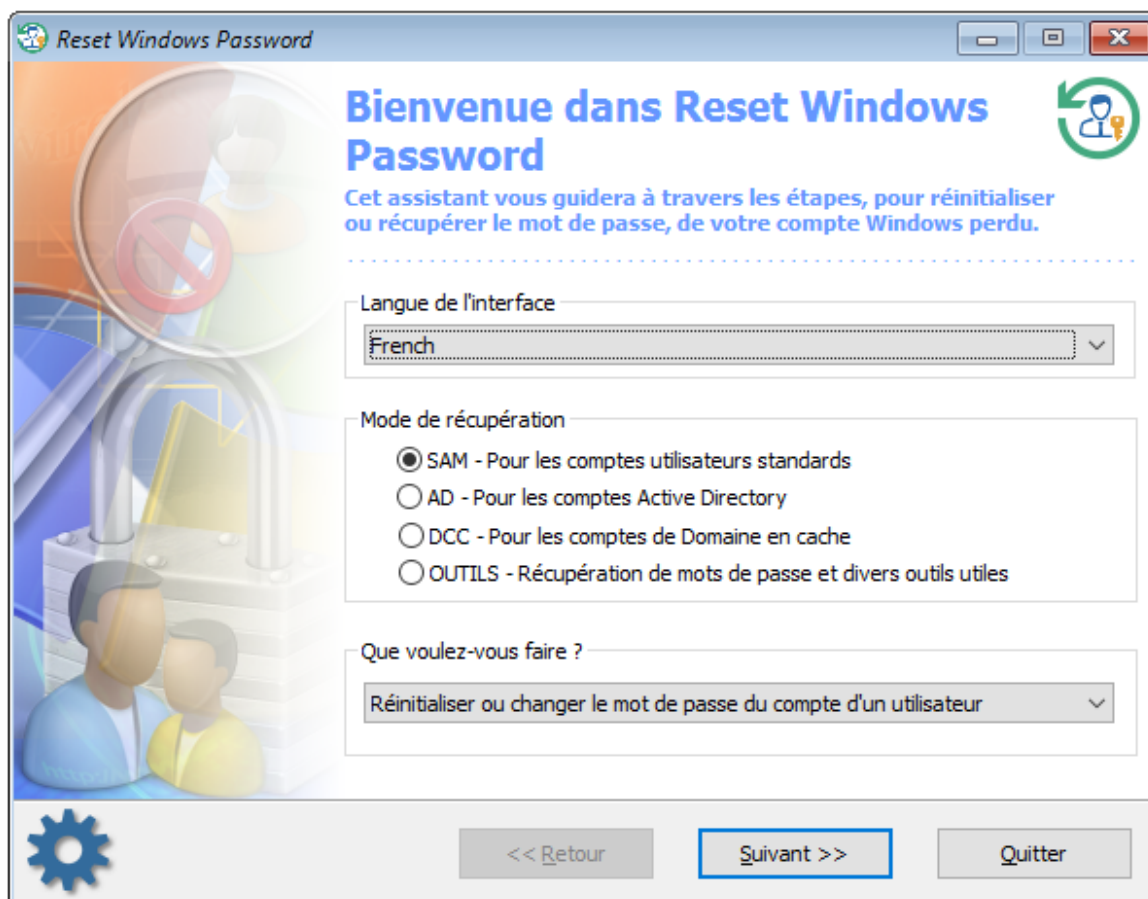 Reset Windows Password
Bienvenue dans Reset Windows
Password
Cet assistant vous guidera à travers les étapes, pour réinitialiser
ou récupérer le mot de passe, de votre compte Windows perdu.
Langue de l'interface
French
Mode de récupération
SAM - Pour les comptes utilisateurs standards
AD - Pour les comptes Active Directory
DCC - Pour les comptes de Domaine en cache
OUTILS - Récupération de mots de passe et divers outils utiles
Que voulez-vous faire ?
Réinitialiser ou changer le mot de passe du compte d'un utilisateur
<< Retour
Suivant >>
Quitter